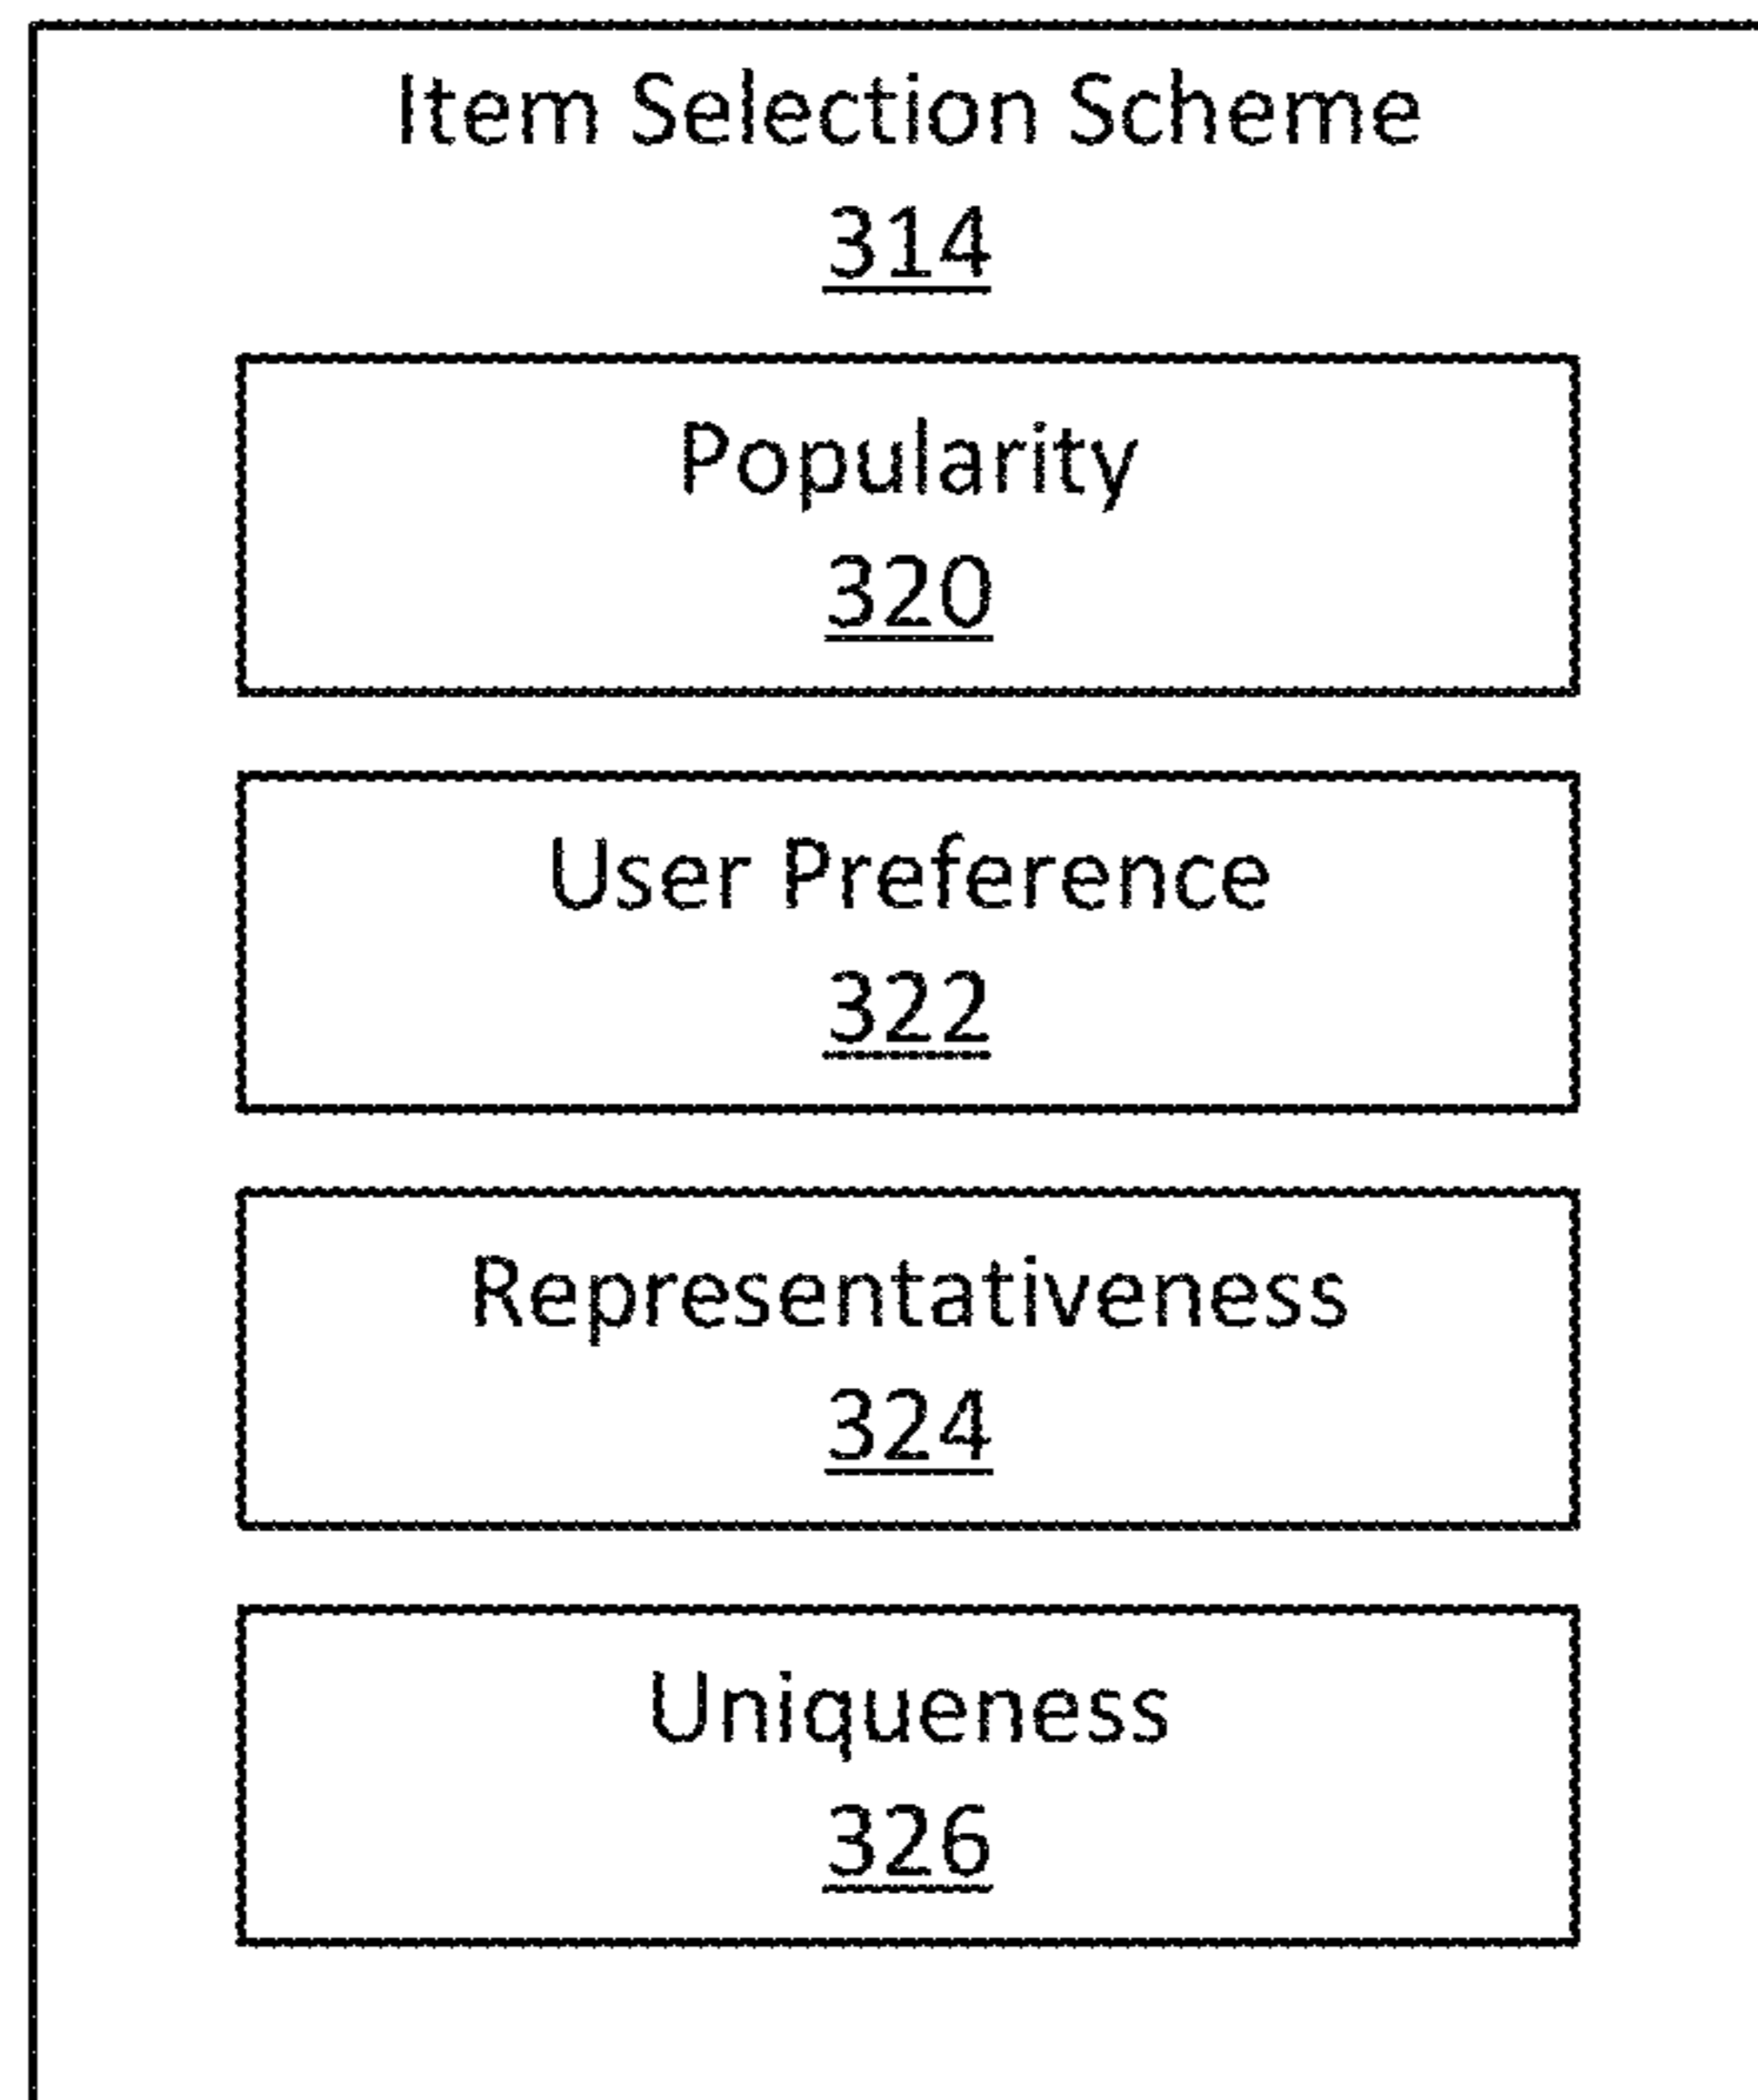 Item Selection Scheme
314
Popularity
320
User Preference
322
Representativeness
324
Uniqueness
326